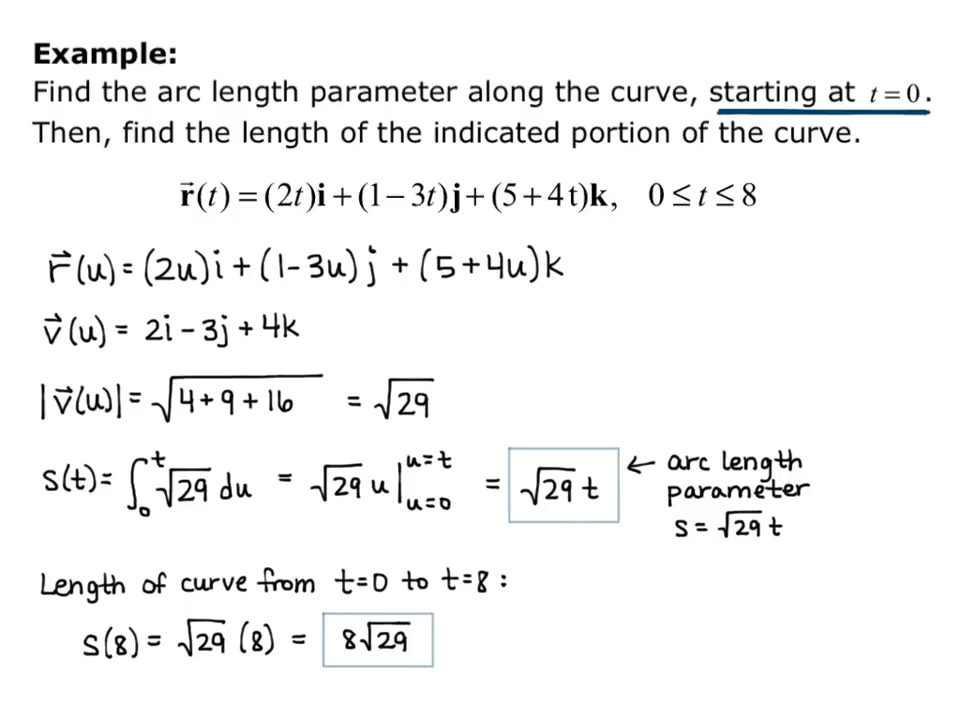 Example:
Find the arc length parameter along the curve, starting at t = 0.
Then, find the length of the indicated portion of the curve.
r⃗(t) = (2t)i + (1 − 3t)j + (5 + 4t)k, 0 ≤ t ≤ 8
r⃗(u) = (2u)i + (1-3u)j + (5+4u)k
v⃗(u) = 2i - 3j + 4k
|v⃗(u)| = √(4+9+16) = √29
s(t) = ∫₀ᵗ √29 du = √29 u |ᵤ₌₀ᵘ⁼ᵗ = √29 t ← arc length
parameter
s = √29 t
Length of curve from t=0 to t=8:
s(8) = √29 (8) = 8√29